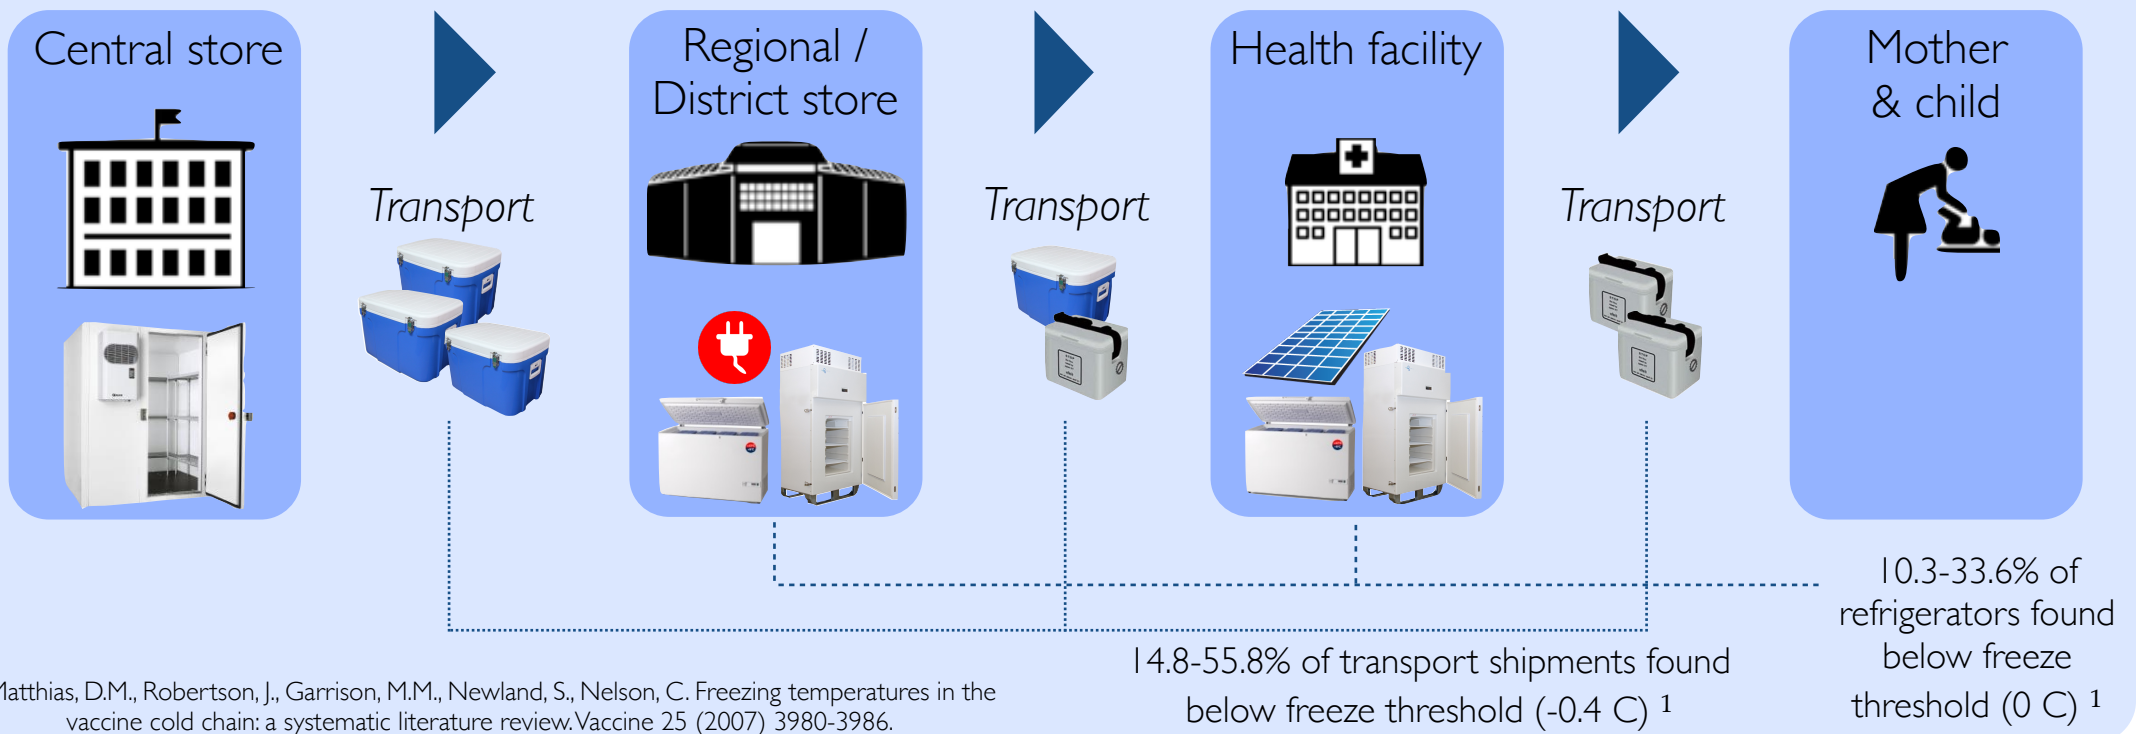 Central store
Transport
Regional /
District store
Transport
Health facility
Transport
Mother
& child
10.3-33.6% of
refrigerators found
below freeze
threshold (0 C) 1
14.8-55.8% of transport shipments found
below freeze threshold (-0.4 C) 1
Matthias, D.M., Robertson, J., Garrison, M.M., Newland, S., Nelson, C. Freezing temperatures in the
vaccine cold chain: a systematic literature review. Vaccine 25 (2007) 3980-3986.